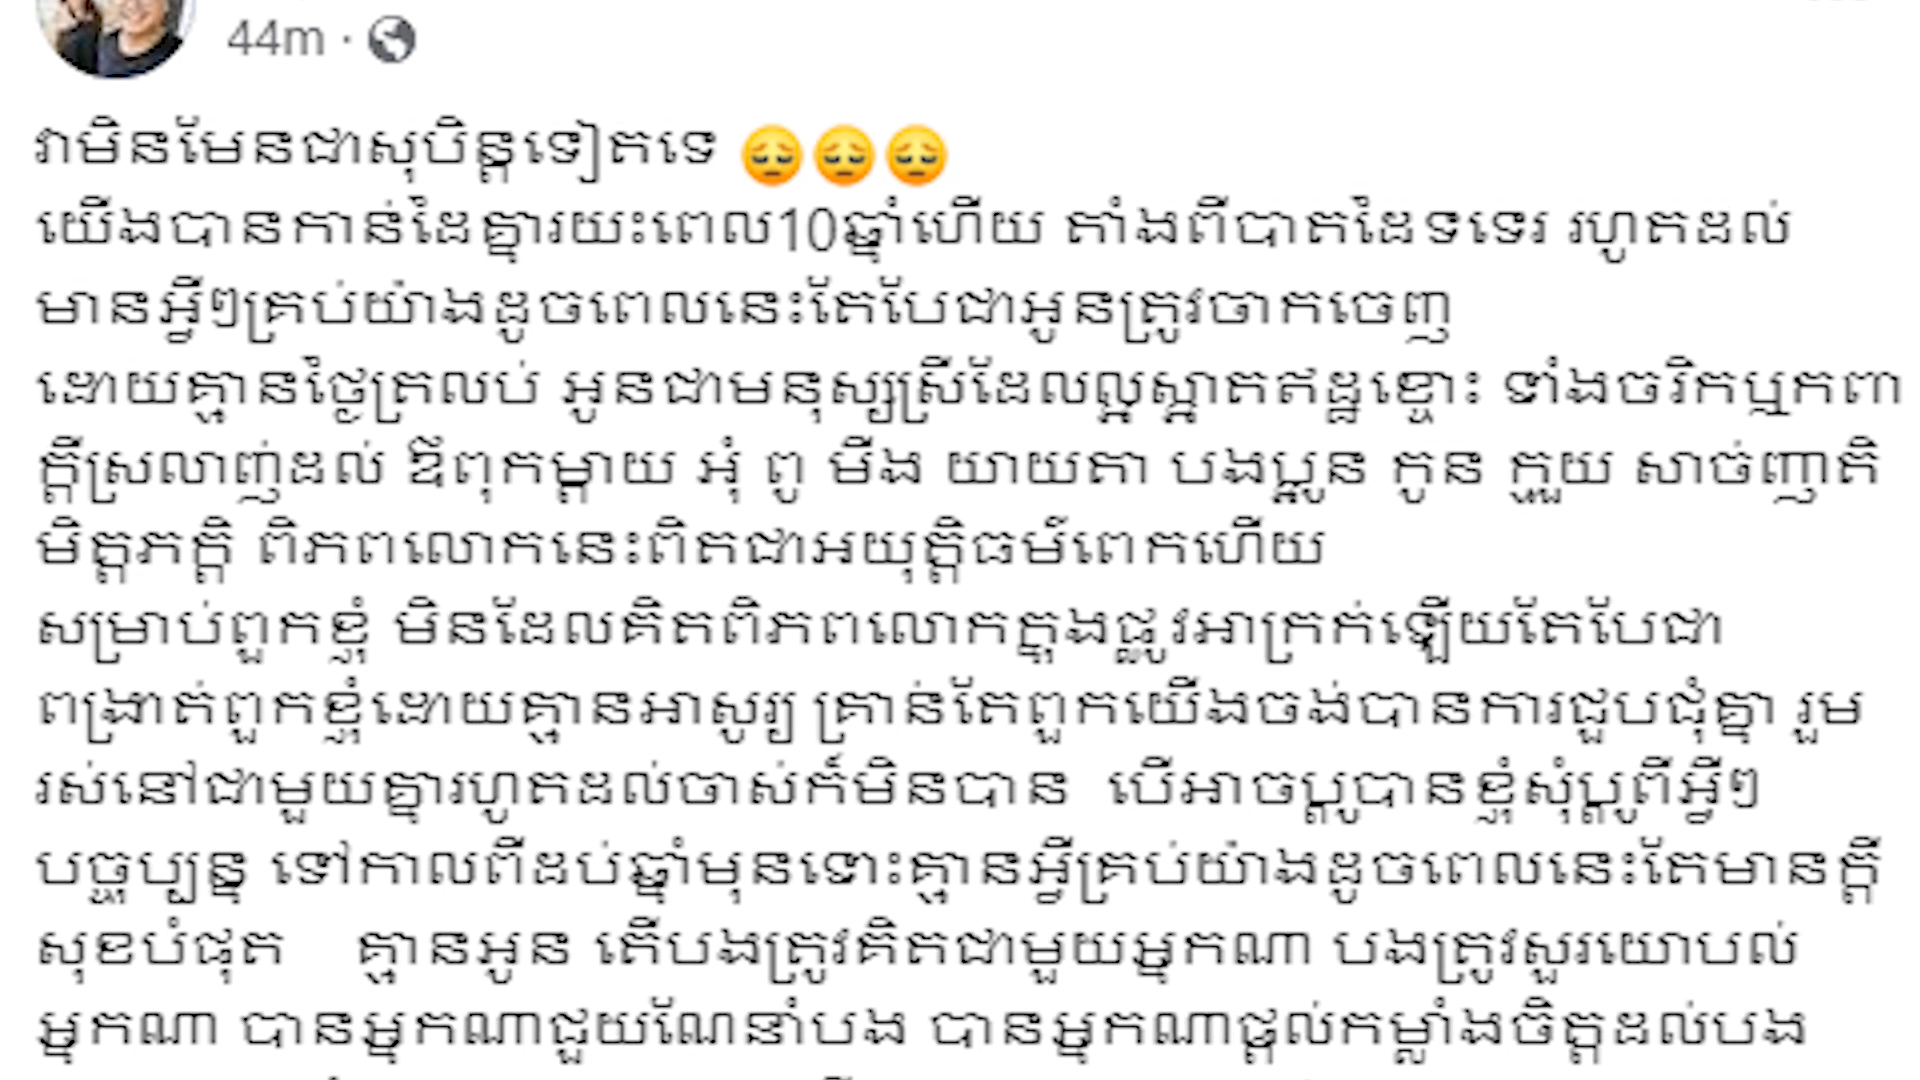 44m ·
វាមិនមែនជាសុបិន្តទៀតទេ 😔😔😔
យើងបានកាន់ដៃគ្នារយះពេល10ឆ្នាំហើយ តាំងពីបាតដៃទទេរ រហូតដល់
មានអ្វីៗគ្រប់យ៉ាងដូចពេលនេះតែបែជាអូនត្រូវចាកចេញ
ដោយគ្មានថ្ងៃត្រលប់ អូនជាមនុស្សស្រីដែលល្អស្អាតឥដ្ឋខ្ចោះ ទាំងចរិកឬកពា
ក្តីស្រលាញ់ដល់ ឪពុកម្តាយ អុំ ពូ មីង យាយតា បងប្អូន កូន ក្មួយ សាច់ញាតិ
មិត្តភក្តិ ពិភពលោកនេះពិតជាអយុត្តិធម៍ពេកហើយ
សម្រាប់ពួកខ្ញុំ មិនដែលគិតពិភពលោកក្នុងផ្លូវអាក្រក់ឡើយតែបែជា
ពង្រាត់ពួកខ្ញុំដោយគ្មានអាសូរ្យ គ្រាន់តែពួកយើងចង់បានការជួបជុំគ្នា រួម
រស់នៅជាមួយគ្នារហូតដល់ចាស់ក៏មិនបាន បើអាចប្តូបានខ្ញុំសុំប្តូពីអ្វីៗ
បច្ចុប្បន្ន ទៅកាលពីដប់ឆ្នាំមុនទោះគ្មានអ្វីគ្រប់យ៉ាងដូចពេលនេះតែមានក្តី
សុខបំផុត គ្មានអូន តើបងត្រូវគិតជាមួយអ្នកណា បងត្រូវសួរយោបល់
អ្នកណា បានអ្នកណាជួយណែនាំបង បានអ្នកណាផ្តល់កម្លាំងចិត្តដល់បង